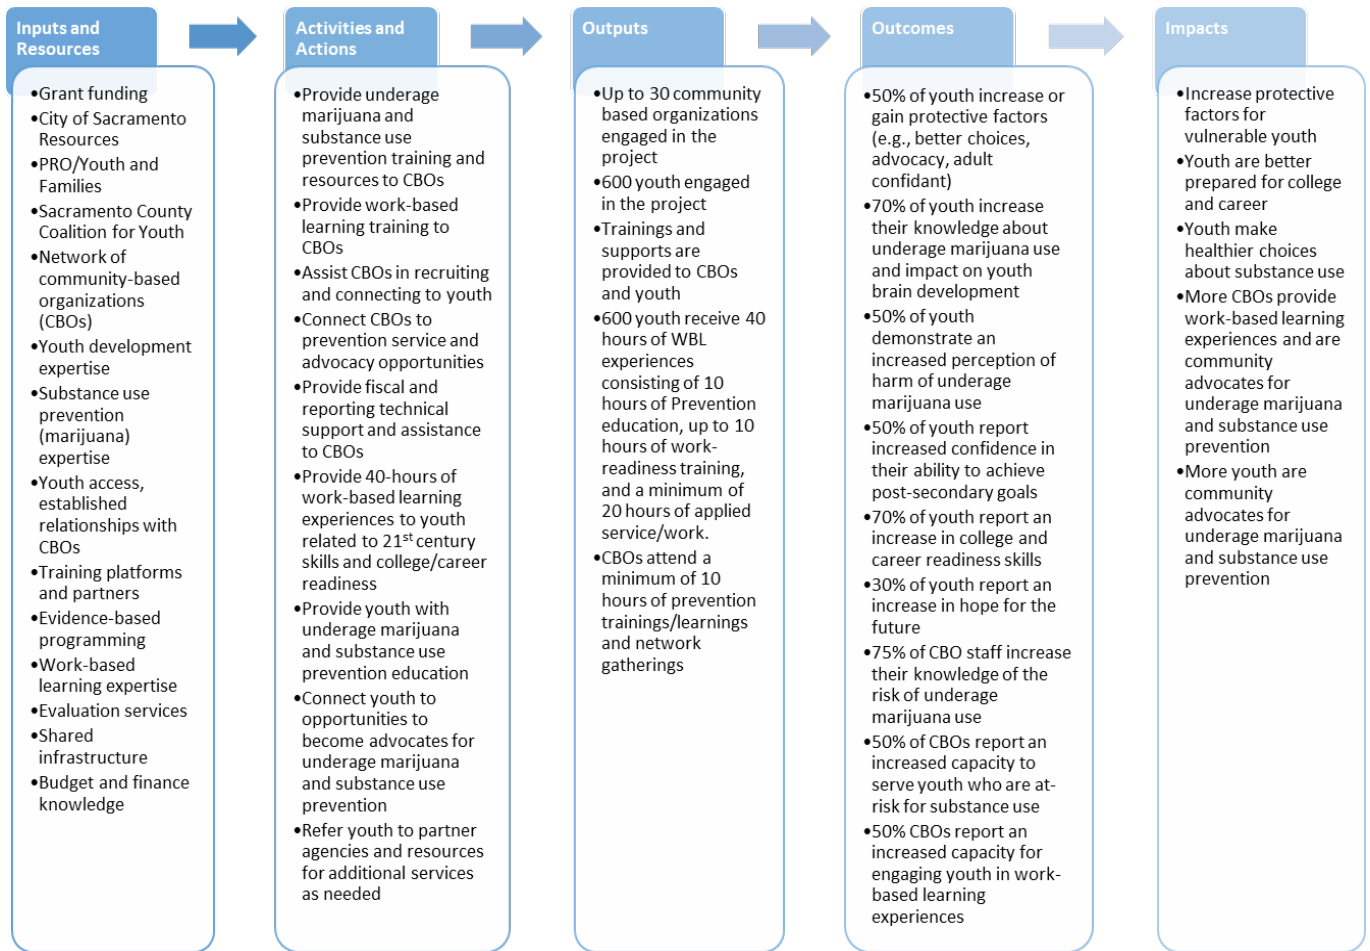 Inputs and
Resources
•Grant funding
•City of Sacramento
Resources
•PRO/Youth and
Families
•Sacramento County
Coalition for Youth
•Network of
community-based
organizations
(CBOs)
•Youth development
expertise
•Substance use
prevention
(marijuana)
expertise
•Youth access,
established
relationships with
CBOs
•Training platforms
and partners
•Evidence-based
programming
•Work-based
learning expertise
•Evaluation services
•Shared
infrastructure
•Budget and finance
knowledge
Activities and
Actions
•Provide underage
marijuana and
substance use
prevention training and
resources to CBOs
•Provide work-based
learning training to
CBOs
•Assist CBOs in recruiting
and connecting to youth
•Connect CBOs to
prevention service and
advocacy opportunities
•Provide fiscal and
reporting technical
support and assistance
to CBOs
•Provide 40-hours of
work-based learning
experiences to youth
related to 21st century
skills and college/career
readiness
•Provide youth with
underage marijuana
and substance use
prevention education
•Connect youth to
opportunities to
become advocates for
underage marijuana
and substance use
prevention
•Refer youth to partner
agencies and resources
for additional services
as needed
Outputs
•Up to 30 community
based organizations
engaged in the
project
•600 youth engaged
in the project
•Trainings and
supports are
provided to CBOs
and youth
•600 youth receive 40
hours of WBL
experiences
consisting of 10
hours of Prevention
education, up to 10
hours of work-
readiness training,
and a minimum of
20 hours of applied
service/work.
•CBOs attend a
minimum of 10
hours of prevention
trainings/learnings
and network
gatherings
Outcomes
•50% of youth increase or
gain protective factors
(e.g., better choices,
advocacy, adult
confidant)
•70% of youth increase
their knowledge about
underage marijuana use
and impact on youth
brain development
•50% of youth
demonstrate an
increased perception of
harm of underage
marijuana use
•50% of youth report
increased confidence in
their ability to achieve
post-secondary goals
•70% of youth report an
increase in college and
career readiness skills
•30% of youth report an
increase in hope for the
future
•75% of CBO staff increase
their knowledge of the
risk of underage
marijuana use
•50% of CBOs report an
increased capacity to
serve youth who are at-
risk for substance use
•50% CBOs report an
increased capacity for
engaging youth in work-
based learning
experiences
Impacts
•Increase protective
factors for
vulnerable youth
•Youth are better
prepared for college
and career
•Youth make
healthier choices
about substance use
•More CBOs provide
work-based learning
experiences and are
community
advocates for
underage marijuana
and substance use
prevention
•More youth are
community
advocates for
underage marijuana
and substance use
prevention